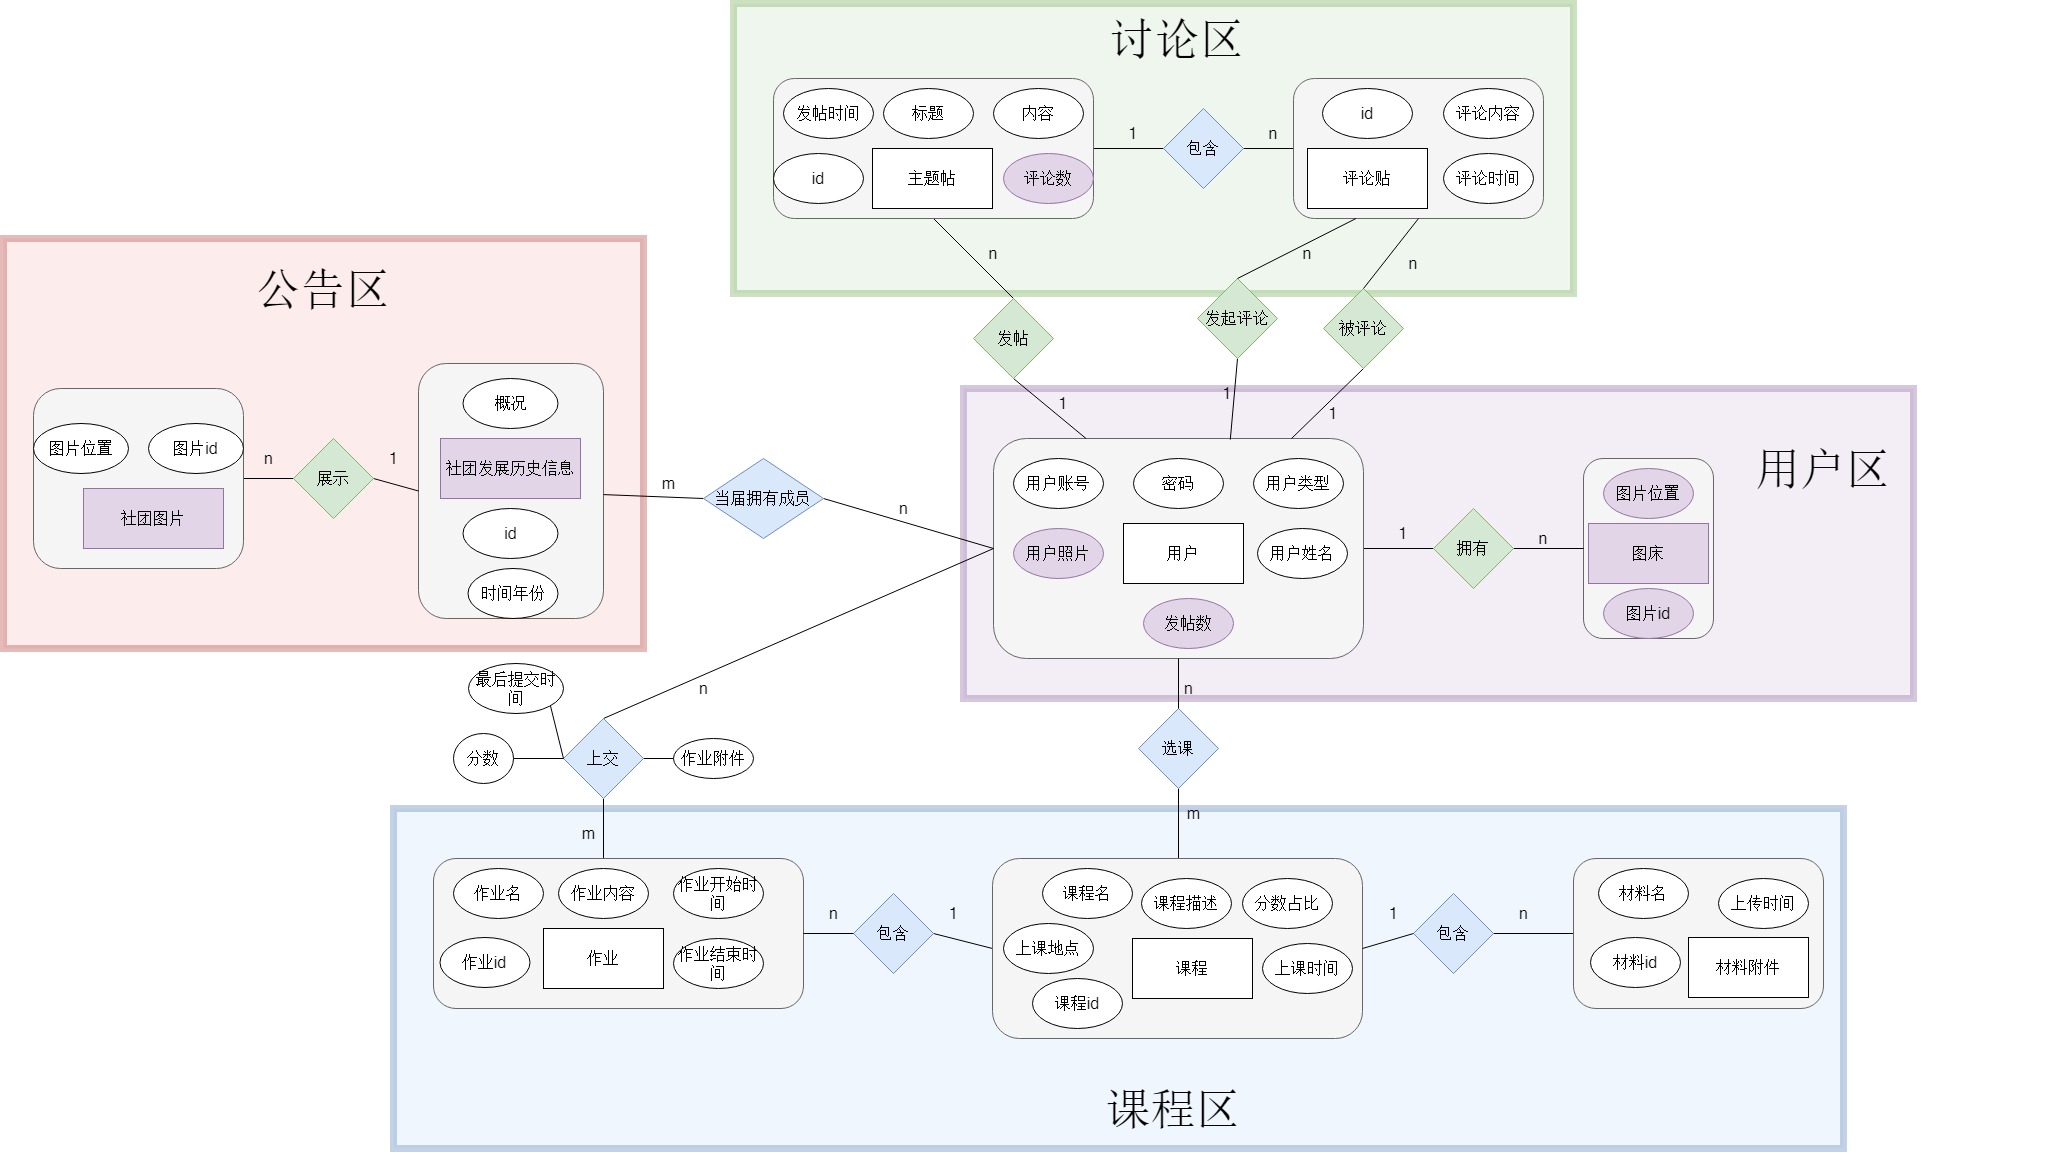 讨论区
发帖时间
标题
内容
id
主题帖
评论数
1
包含
n
id
评论内容
评论贴
评论时间
n
n
n
发帖
发起评论
被评论
1
1
1
公告区
图片位置
图片id
社团图片
n
展示
1
概况
社团发展历史信息
id
时间年份
m
当届拥有成员
n
用户区
用户账号
密码
用户类型
用户照片
用户
用户姓名
发帖数
1
拥有
n
图片位置
图床
图片id
最后提交时
间
分数
上交
作业附件
n
m
n
选课
m
作业名
作业内容
作业开始时
间
作业id
作业
作业结束时
间
n
包含
1
课程名
课程描述
分数占比
上课地点
课程
上课时间
课程id
1
包含
n
材料名
上传时间
材料id
材料附件
课程区